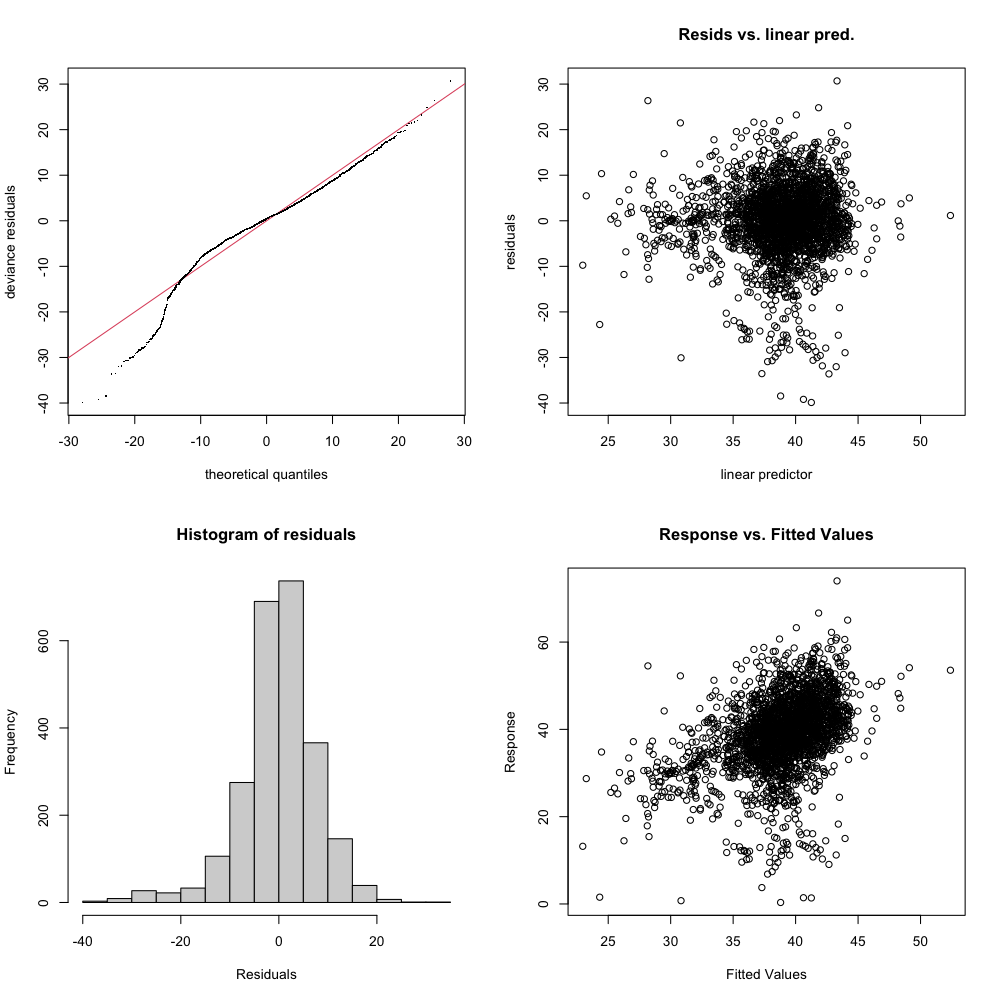 deviance residuals
30
20
10
0
-10
-20
-30
-40
-30 -20 -10 0 10 20 30
theoretical quantiles
Resids vs. linear pred.
residuals
30
20
10
0
-10
-20
-30
-40
25 30 35 40 45 50
linear predictor
Histogram of residuals
Frequency
600
400
200
0
-40 -20 0 20
Residuals
Response vs. Fitted Values
Response
60
40
20
0
25 30 35 40 45 50
Fitted Values